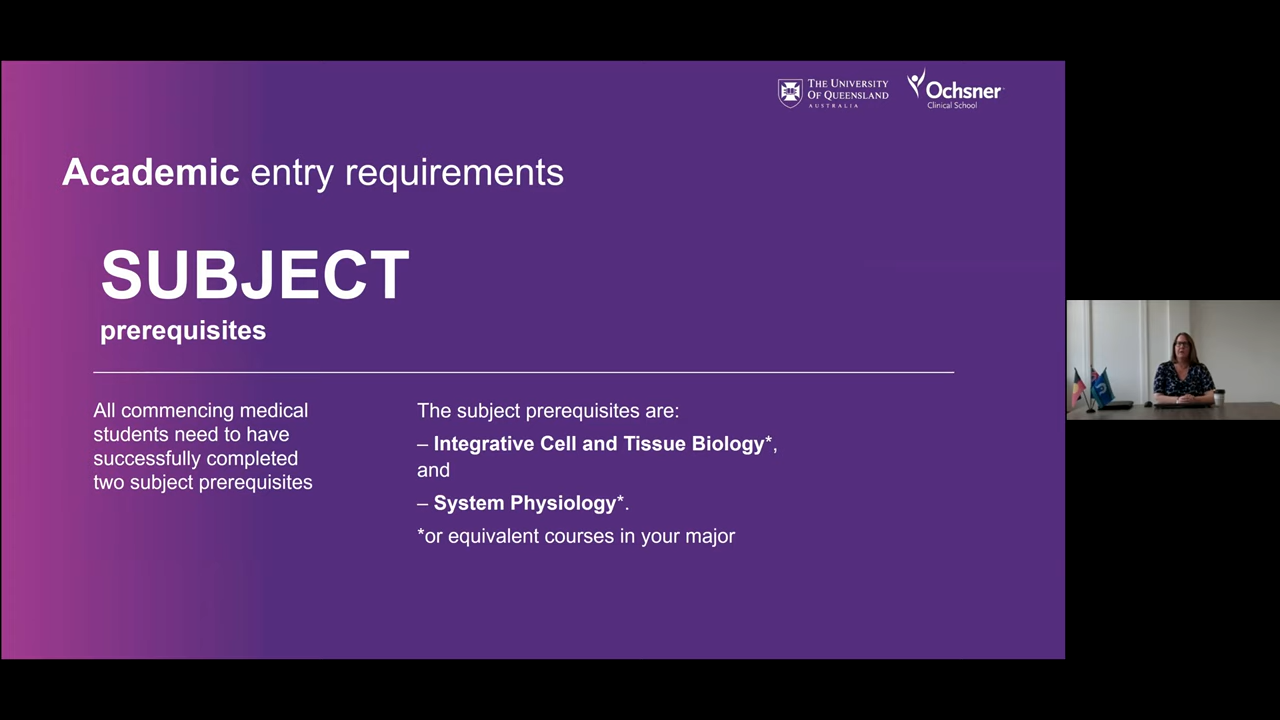 THE UNIVERSITY
OF QUEENSLAND
AUSTRALIA
Ochsner
Clinical School
Academic entry requirements
SUBJECT
prerequisites
All commencing medical
students need to have
successfully completed
two subject prerequisites
The subject prerequisites are:
– Integrative Cell and Tissue Biology*,
and
– System Physiology*.
*or equivalent courses in your major